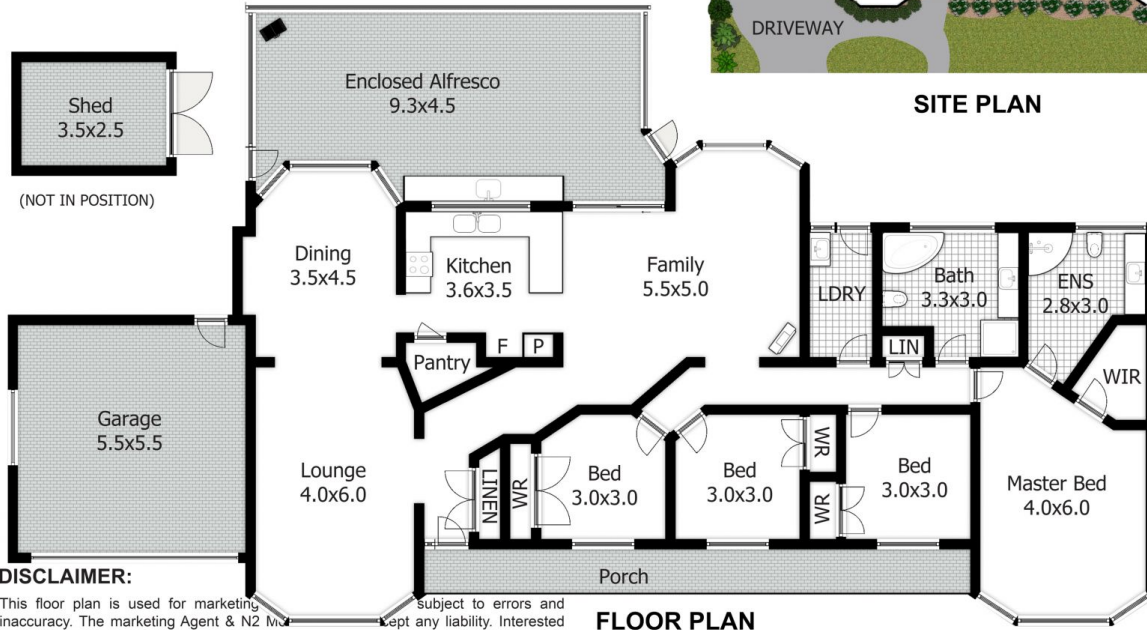 DRIVEWAY
SITE PLAN
Shed
3.5x2.5
(NOT IN POSITION)
Enclosed Alfresco
9.3x4.5
Dining
3.5x4.5
Kitchen
3.6x3.5
Family
5.5x5.0
LDRY
Bath
3.3x3.0
ENS
2.8x3.0
LIN
WIR
Pantry
F
P
Garage
5.5x5.5
Lounge
4.0x6.0
LINEN
WR
Bed
3.0x3.0
Bed
3.0x3.0
WR
WR
Bed
3.0x3.0
Master Bed
4.0x6.0
Porch
DISCLAIMER:
This floor plan is used for marketing subject to errors and
inaccuracy. The marketing Agent & N2 any liability. Interested
FLOOR PLAN